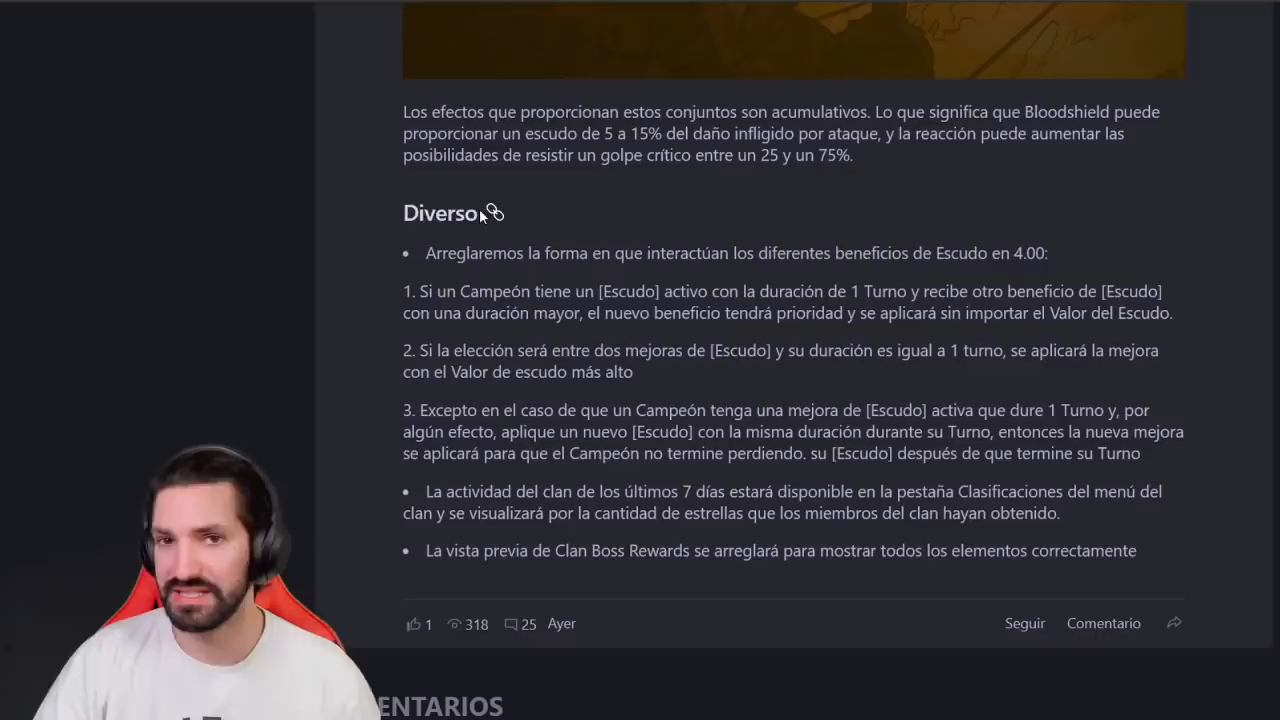 Los efectos que proporcionan estos conjuntos son acumulativos. Lo que significa que Bloodshield puede
proporcionar un escudo de 5 a 15% del daño infligido por ataque, y la reacción puede aumentar las
posibilidades de resistir un golpe crítico entre un 25 y un 75%.
Diverso
• Arreglaremos la forma en que interactúan los diferentes beneficios de Escudo en 4.00:
1. Si un Campeón tiene un [Escudo] activo con la duración de 1 Turno y recibe otro beneficio de [Escudo]
con una duración mayor, el nuevo beneficio tendrá prioridad y se aplicará sin importar el Valor del Escudo.
2. Si la elección será entre dos mejoras de [Escudo] y su duración es igual a 1 turno, se aplicará la mejora
con el Valor de escudo más alto
3. Excepto en el caso de que un Campeón tenga una mejora de [Escudo] activa que dure 1 Turno y, por
algún efecto, aplique un nuevo [Escudo] con la misma duración durante su Turno, entonces la nueva mejora
se aplicará para que el Campeón no termine perdiendo. su [Escudo] después de que termine su Turno
• La actividad del clan de los últimos 7 días estará disponible en la pestaña Clasificaciones del menú del
clan y se visualizará por la cantidad de estrellas que los miembros del clan hayan obtenido.
• La vista previa de Clan Boss Rewards se arreglará para mostrar todos los elementos correctamente
1 318 25 Ayer Seguir Comentario
ENTARIOS